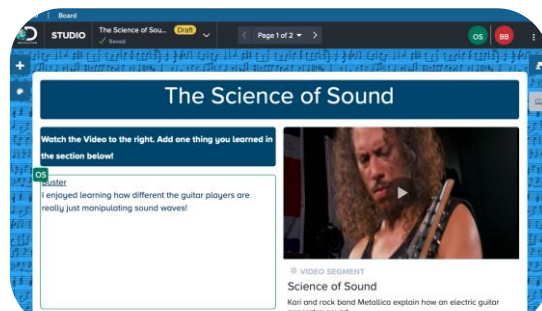 Board
STUDIO
The Science of Sou...
Draft
Saved
Page 1 of 2
OS
BB
The Science of Sound
Watch the Video to the right. Add one thing you learned in
the section below!
OS
Buster
I enjoyed learning how different the guitar players are
really just manipulating sound waves!
VIDEO SEGMENT
Science of Sound
Kari and rock band Metallica explain how an electric guitar